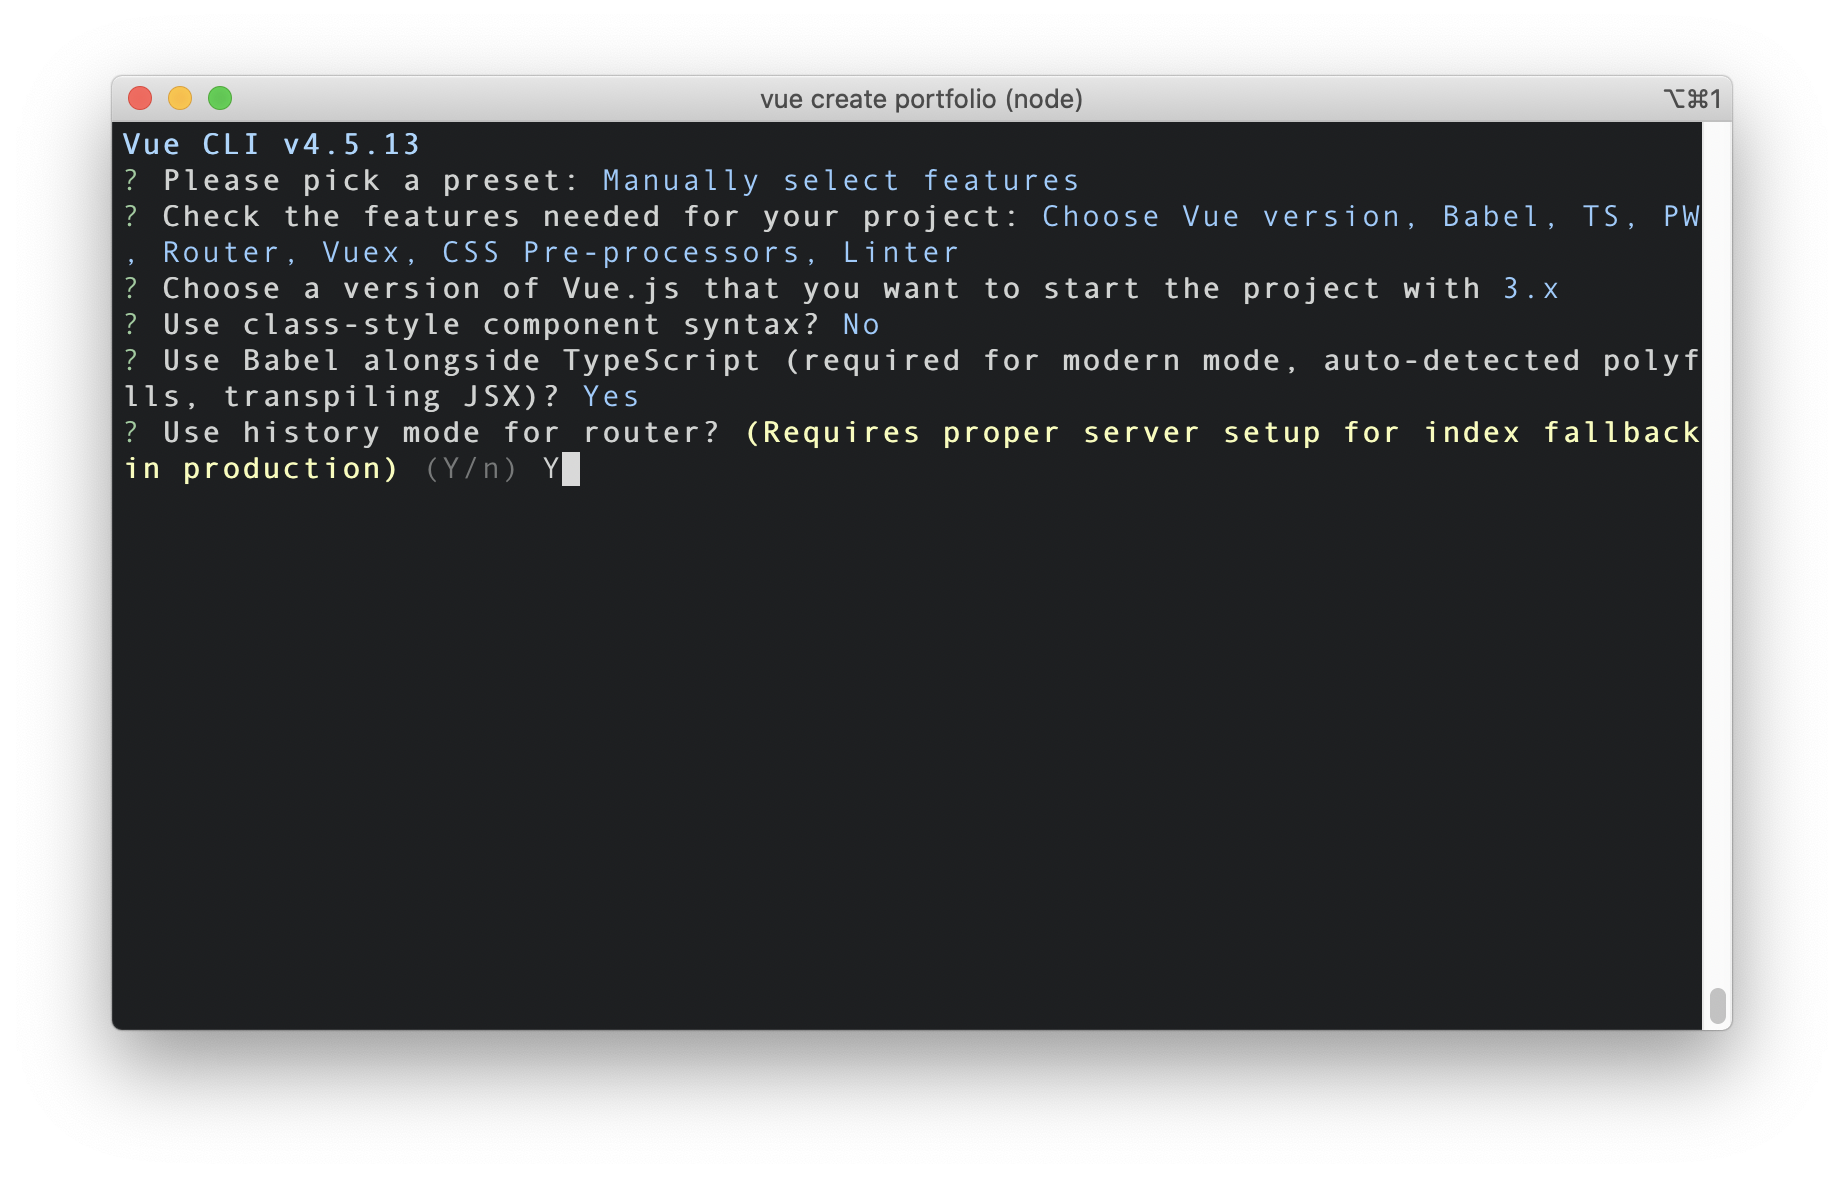 vue create portfolio (node)
⌥⌘1
Vue CLI v4.5.13
? Please pick a preset: Manually select features
? Check the features needed for your project: Choose Vue version, Babel, TS, PW
, Router, Vuex, CSS Pre-processors, Linter
? Choose a version of Vue.js that you want to start the project with 3.x
? Use class-style component syntax? No
? Use Babel alongside TypeScript (required for modern mode, auto-detected polyf
lls, transpiling JSX)? Yes
? Use history mode for router? (Requires proper server setup for index fallback
in production) (Y/n) Y